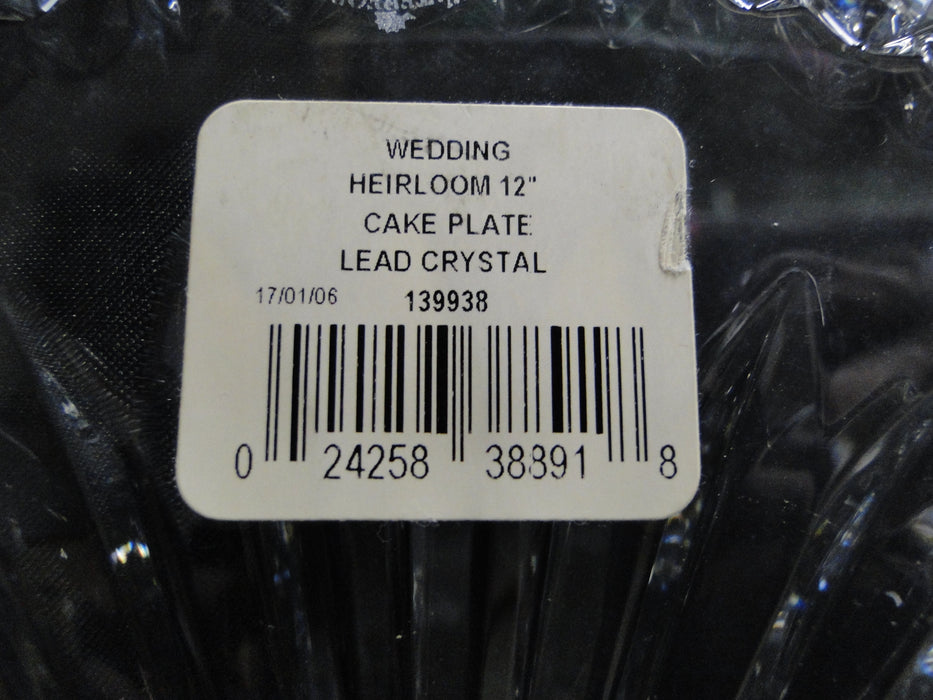 WEDDING
HEIRLOOM 12"
CAKE PLATE
LEAD CRYSTAL
17/01/06 139938
0 24258 38891 8